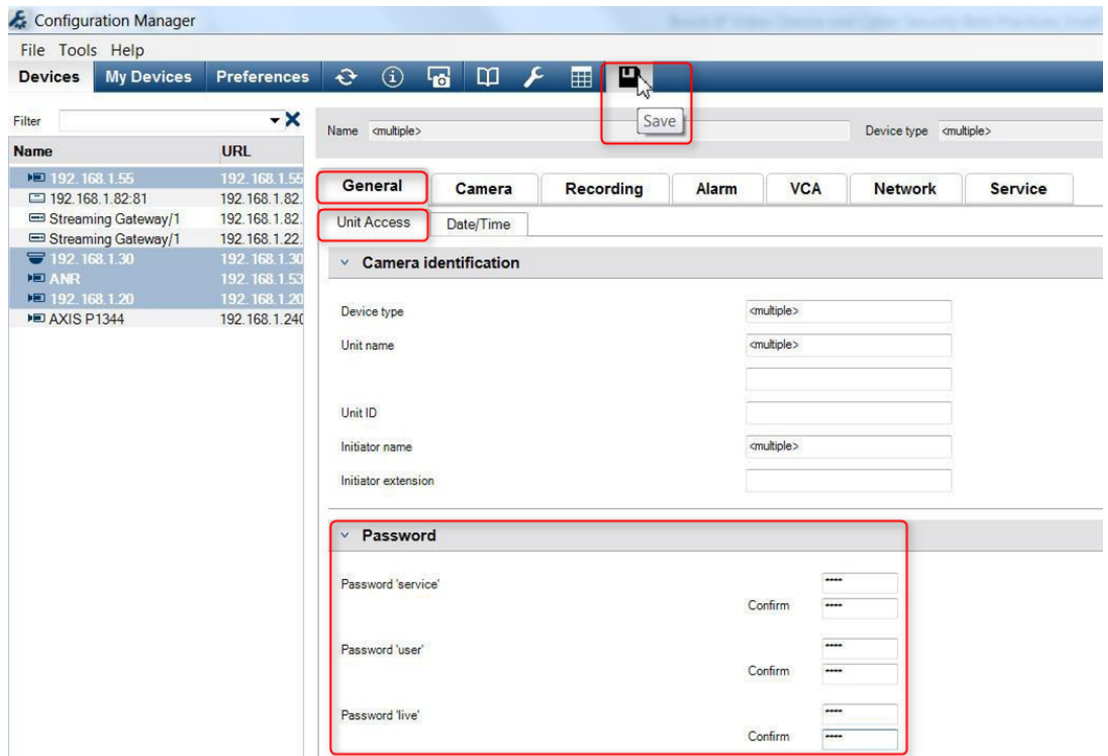 Configuration Manager
File Tools Help
Devices My Devices Preferences
Save
Filter
Name URL
192.168.1.55 192.168.1.55
192.168.1.82:81 192.168.1.82.
Streaming Gateway/1 192.168.1.82.
Streaming Gateway/1 192.168.1.22.
192.168.1.30 192.168.1.30
ANR 192.168.1.53
192.168.1.20 192.168.1.20
AXIS P1344 192.168.1.240
Name <multiple> Device type <multiple>
General Camera Recording Alarm VCA Network Service
Unit Access Date/Time
Camera identification
Device type <multiple>
Unit name <multiple>
Unit ID
Initiator name <multiple>
Initiator extension
Password
Password 'service' ••••
Confirm ••••
Password 'user' ••••
Confirm ••••
Password 'live' ••••
Confirm ••••